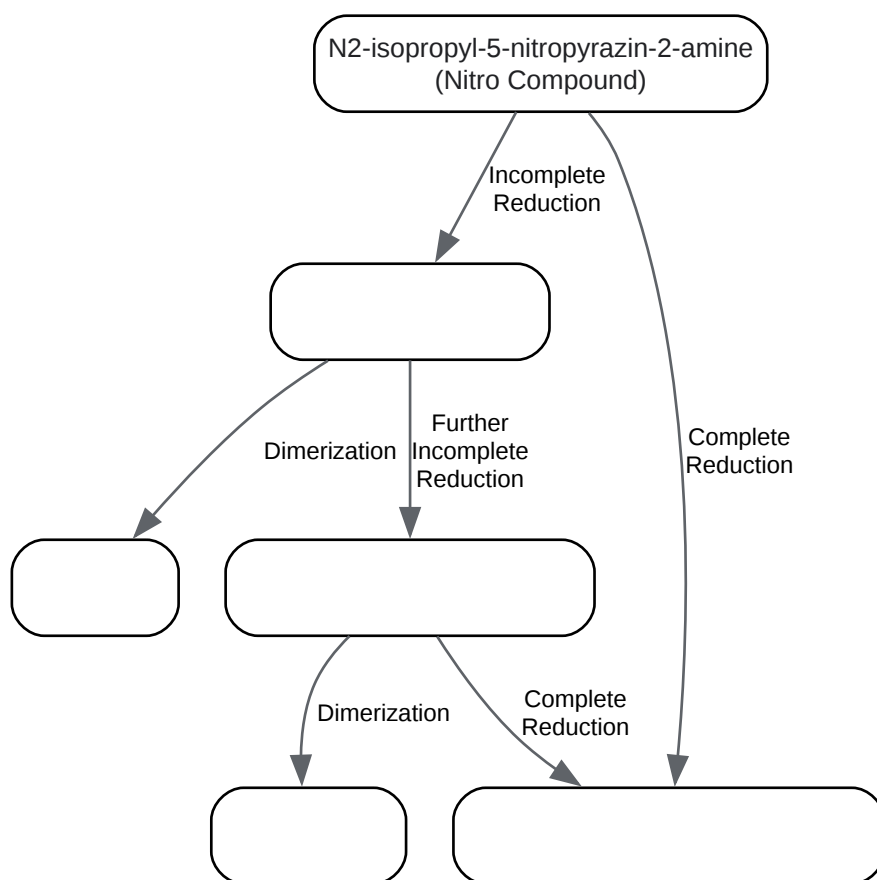 N2-isopropyl-5-nitropyrazin-2-amine
(Nitro Compound)
Incomplete
Reduction
Dimerization
Further
Incomplete
Reduction
Complete
Reduction
Dimerization
Complete
Reduction